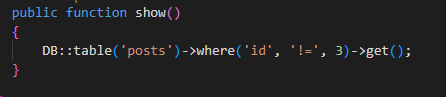 public function show()
{
    DB::table('posts')->where('id', '!=', 3)->get();
}